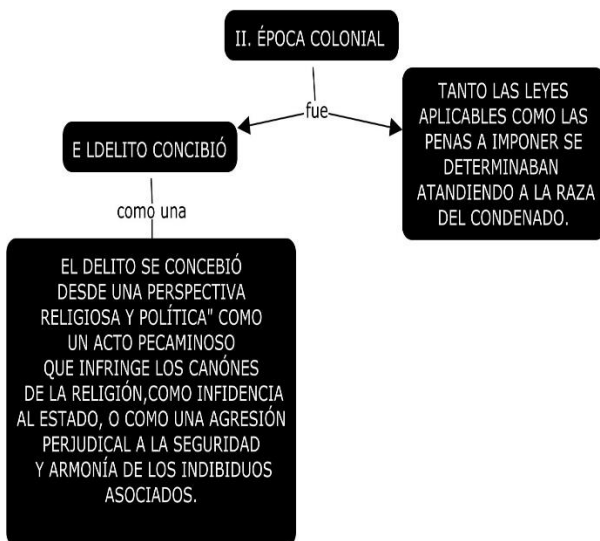 II. ÉPOCA COLONIAL
fue
TANTO LAS LEYES
APLICABLES COMO LAS
PENAS A IMPONER SE
DETERMINABAN
ATANDIENDO A LA RAZA
DEL CONDENADO.
E LDELITO CONCIBIÓ
como una
EL DELITO SE CONCEBIÓ
DESDE UNA PERSPECTIVA
RELIGIOSA Y POLÍTICA" COMO
UN ACTO PECAMINOSO
QUE INFRINGE LOS CANÓNES
DE LA RELIGIÓN,COMO INFIDENCIA
AL ESTADO, O COMO UNA AGRESIÓN
PERJUDICAL A LA SEGURIDAD
Y ARMONÍA DE LOS INDIBIDUOS
ASOCIADOS.